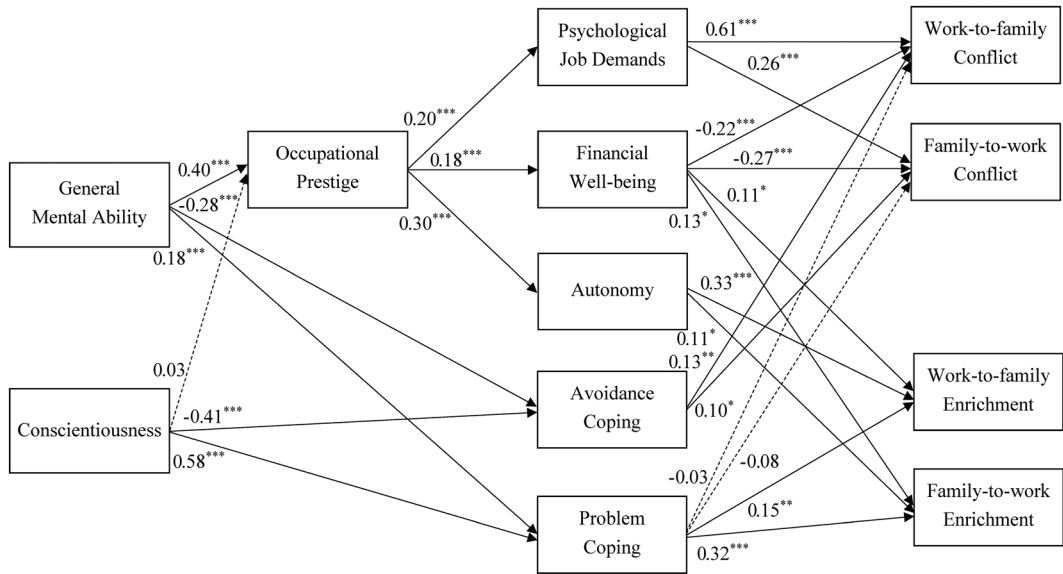 Psychological
Job Demands
0.61***
Work-to-family
Conflict
0.26***
0.20***
Occupational
Prestige
0.18***
Financial
Well-being
-0.22***
-0.27***
Family-to-work
Conflict
General
Mental Ability
0.40***
-0.28***
0.18***
0.30***
0.11*
0.13*
Autonomy
0.33***
0.11*
0.03
Avoidance
Coping
0.13**
0.10*
Work-to-family
Enrichment
Conscientiousness
-0.41***
0.58***
-0.03
-0.08
Problem
Coping
0.15**
0.32***
Family-to-work
Enrichment